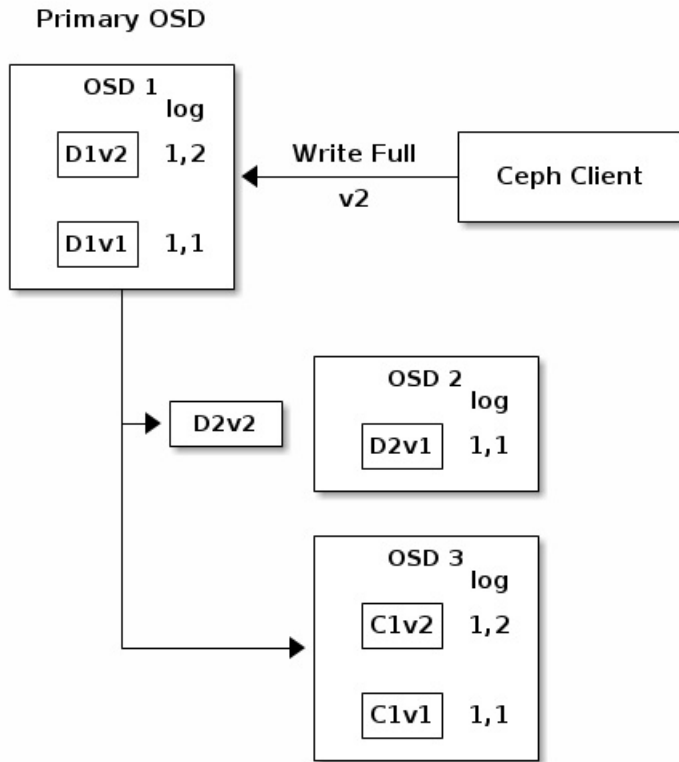 Primary OSD
OSD 1
log
D1v2 1,2
D1v1 1,1
Write Full
v2
Ceph Client
OSD 2
log
D2v2
D2v1 1,1
OSD 3
log
C1v2 1,2
C1v1 1,1